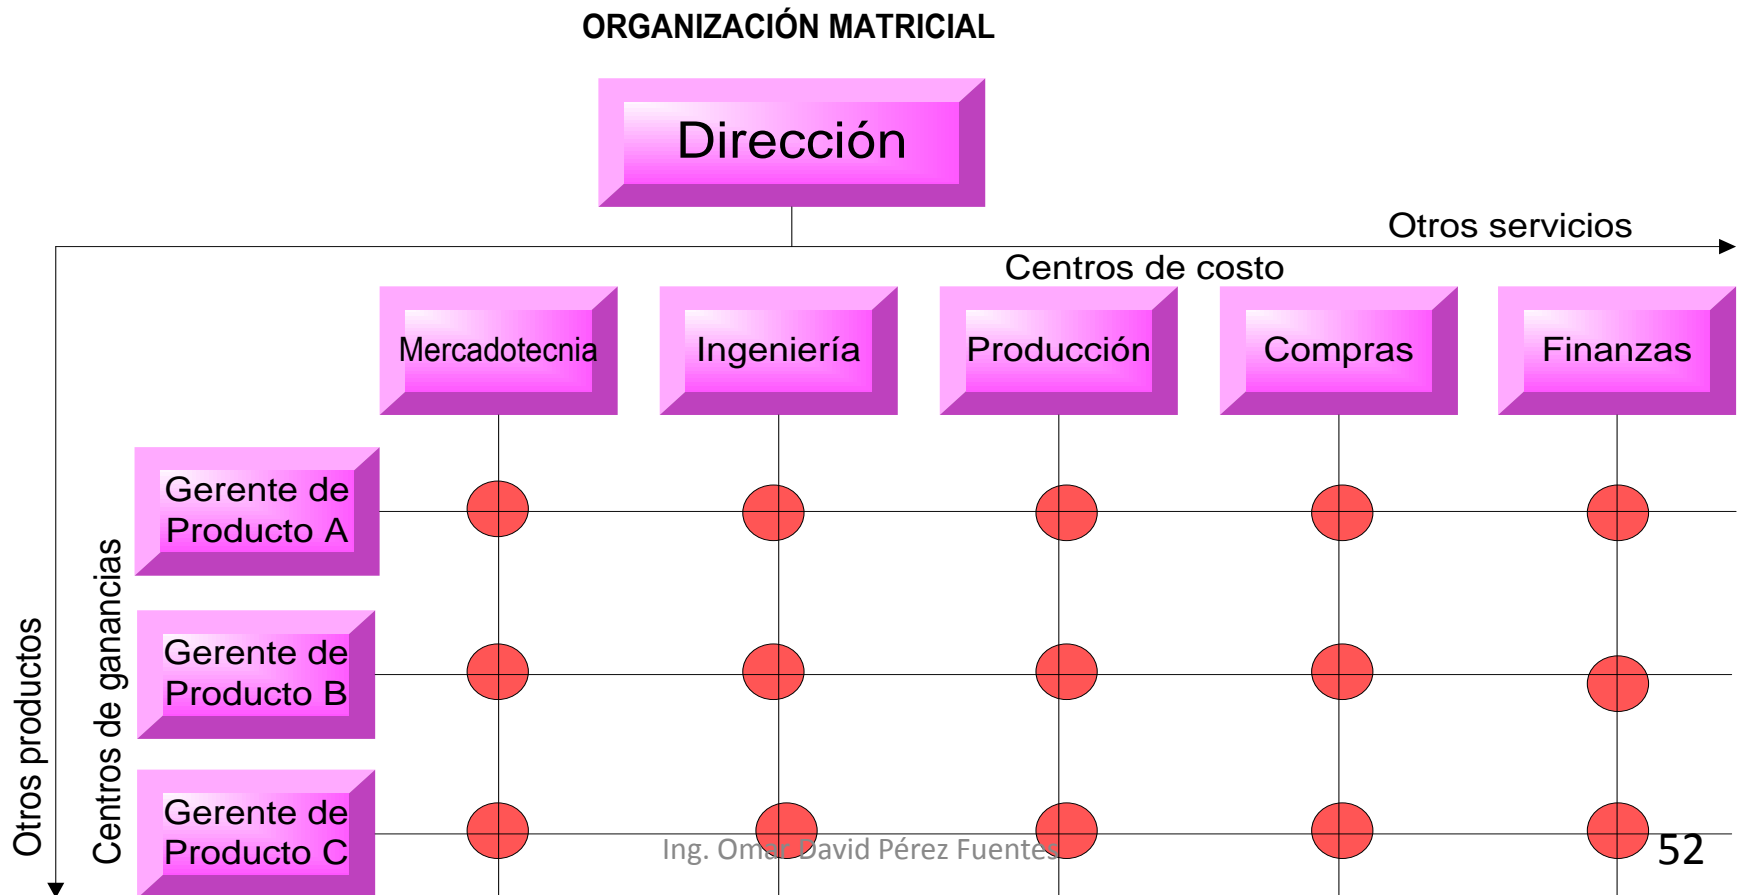 ORGANIZACIÓN MATRICIAL
Dirección
Otros servicios
Centros de costo
Mercadotecnia
Ingeniería
Producción
Compras
Finanzas
Gerente de
Producto A
Gerente de
Producto B
Gerente de
Producto C
Centros de ganancias
Otros productos
Ing. Omar David Pérez Fuentes
52